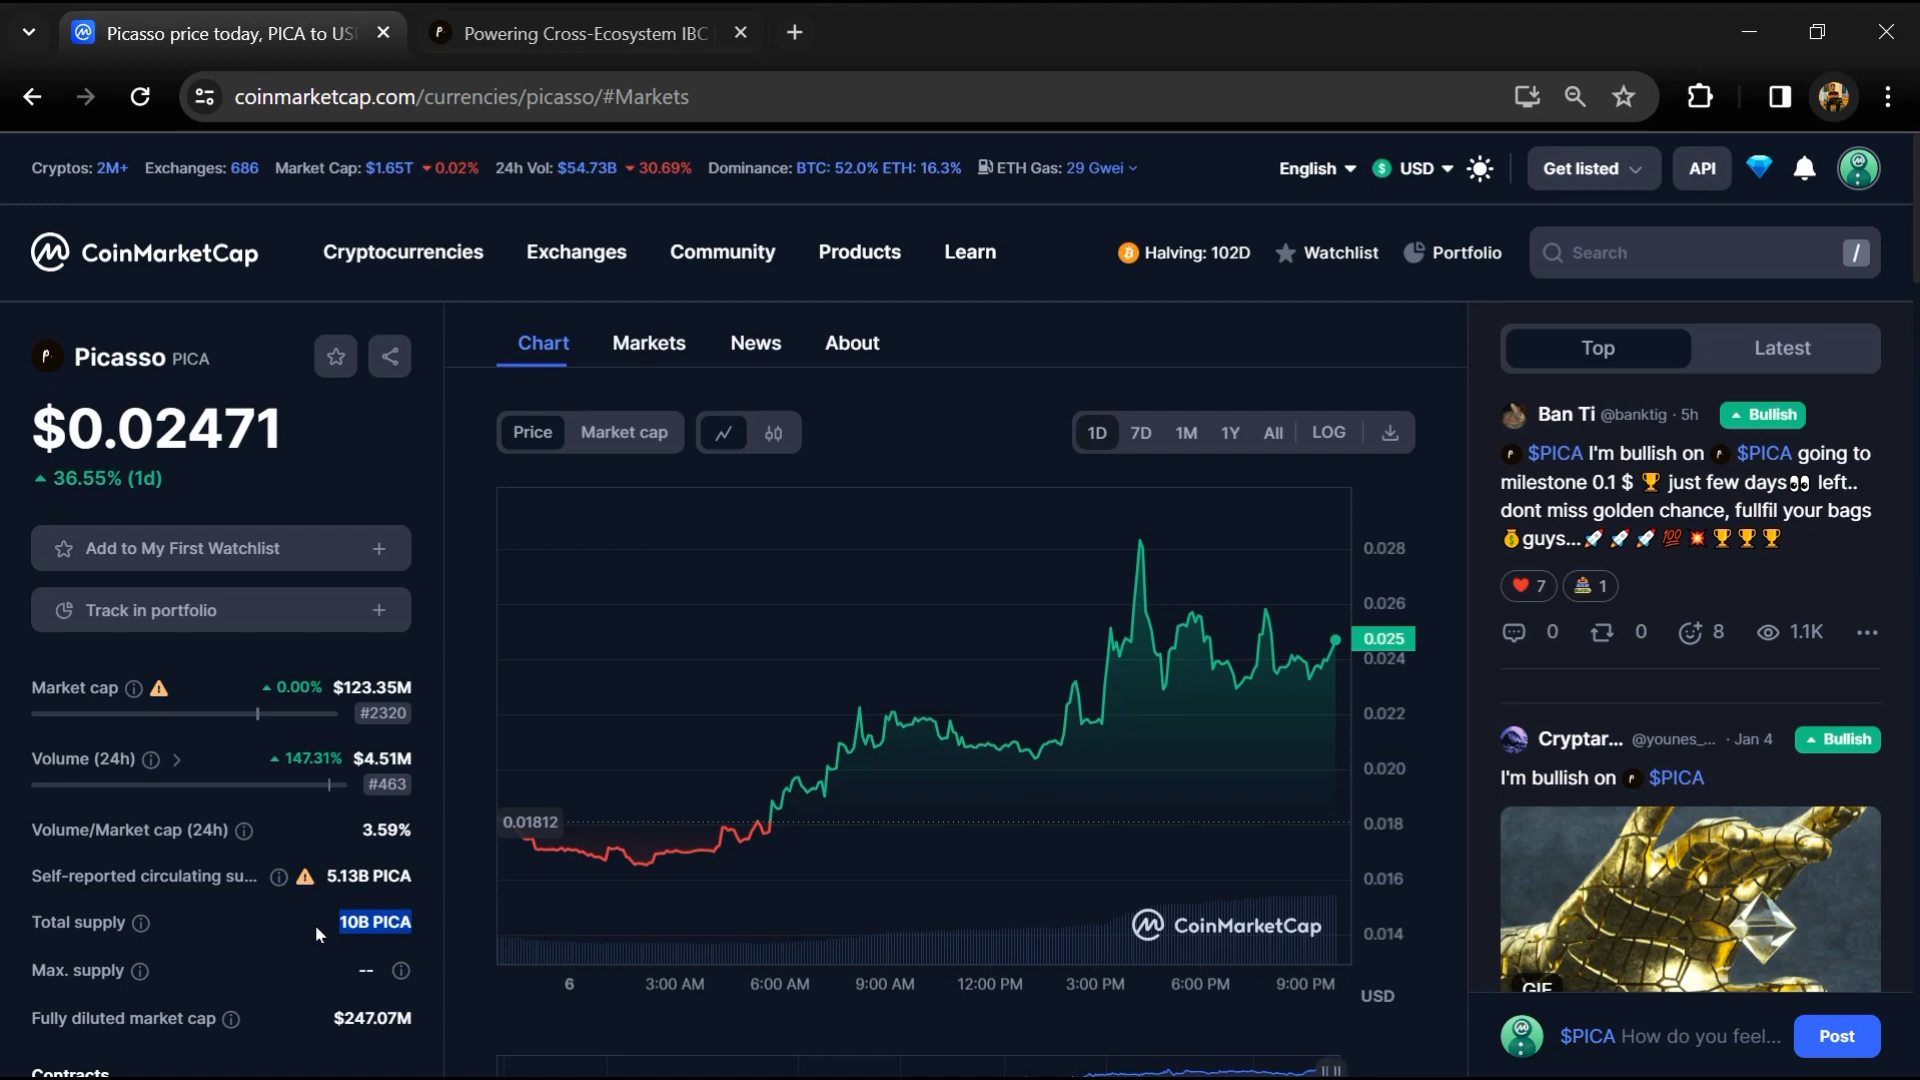 Picasso price today, PICA to US
Powering Cross-Ecosystem IBC
coinmarketcap.com/currencies/picasso/#Markets
Cryptos: 2M+ Exchanges: 686 Market Cap: $1.65T 0.02% 24h Vol: $54.73B 30.69% Dominance: BTC: 52.0% ETH: 16.3% ETH Gas: 29 Gwei
English USD Get listed API
CoinMarketCap
Cryptocurrencies Exchanges Community Products Learn
Halving: 102D Watchlist Portfolio Search /
Picasso PICA
$0.02471
36.55% (1d)
Add to My First Watchlist +
Track in portfolio +
Market cap 0.00% $123.35M
#2320
Volume (24h) 147.31% $4.51M
#463
Volume/Market cap (24h) 3.59%
Self-reported circulating su... 5.13B PICA
Total supply 10B PICA
Max. supply --
Fully diluted market cap $247.07M
Contracts
Chart Markets News About
Price Market cap
1D 7D 1M 1Y All LOG
0.028
0.026
0.025
0.024
0.022
0.020
0.01812
0.018
0.016
CoinMarketCap
0.014
6 3:00 AM 6:00 AM 9:00 AM 12:00 PM 3:00 PM 6:00 PM 9:00 PM
USD
Top Latest
Ban Ti @banktig · 5h Bullish
$PICA I'm bullish on $PICA going to
milestone 0.1 $ 🏆 just few days👀 left..
dont miss golden chance, fullfil your bags
💰guys...🚀🚀🚀💯💥🏆🏆🏆
7 1
0 0 8 1.1K
Cryptar... @younes_... · Jan 4 Bullish
I'm bullish on $PICA
GIF
$PICA How do you feel... Post